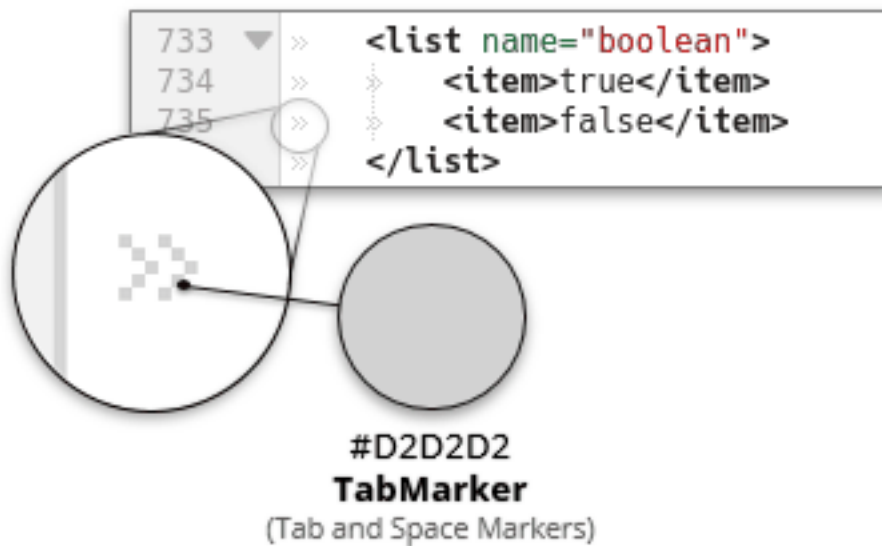 733 ▼ » <list name="boolean">
734 » » <item>true</item>
735 » » <item>false</item>
» </list>
#D2D2D2
TabMarker
(Tab and Space Markers)